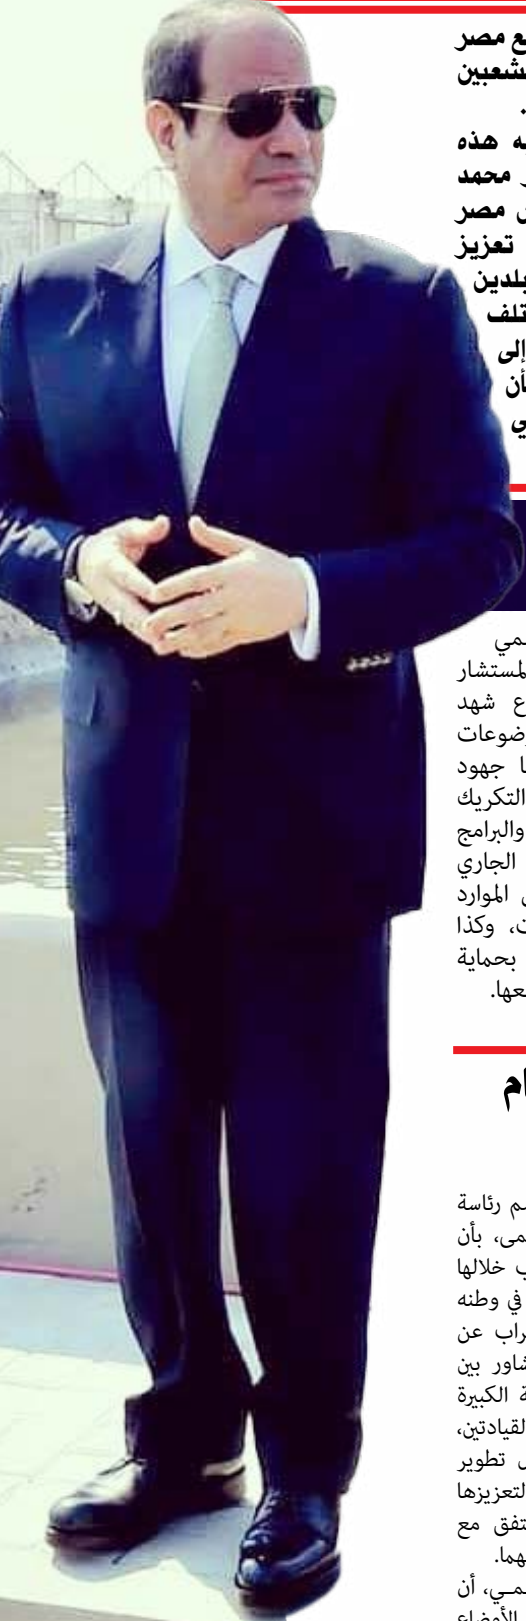 ع مصر
شعبين
.
ه هذه
ر محمد
مصر
تعزيز
بلدين
تلف
إلى
أن
ي
مي
لمستشار
ع شهد
ضوعات
ا جهود
التكريك
والبرامج
الجاري
الموارد
ت، وكذا
بحماية
عها.
ام
م رئاسة
مى، بأن
ب خلالها
في وطنه
راب عن
شاور بين
ة الكبيرة
لقيادتين،
ل تطوير
لتعزيزها
تفق مع
هما.
مـي، أن
الأوضاع